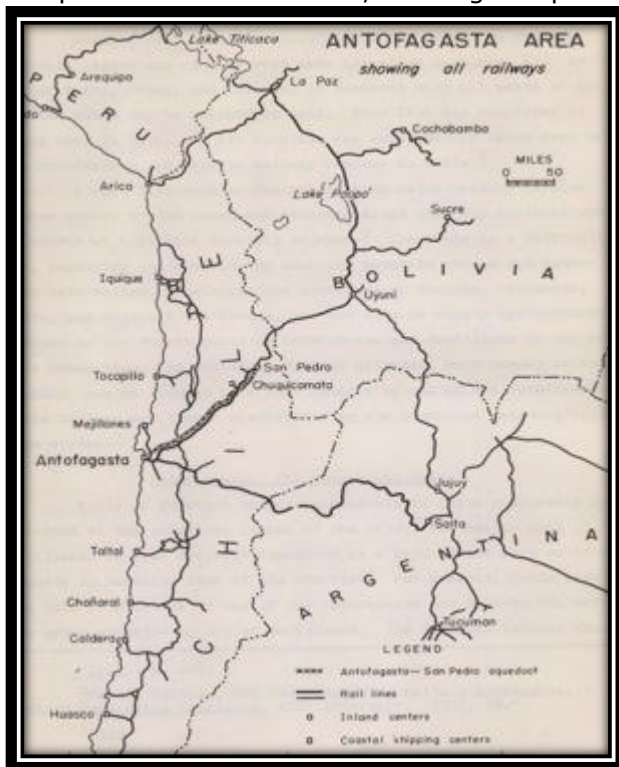 ANTOFAGASTA AREA
showing all railways
Lake Titicaca
PERU
Arequipa
La Paz
Cochabamba
MILES
0 50
Arica
Lake Poopo'
Sucre
Iquique
BOLIVIA
Uyuni
CHILE
San Pedro
Tocopilla
Chuquicamata
Mejillones
Antofagasta
Jujuy
Salta
Taltal
ARGENTINA
Chañaral
Tucuman
Caldera
LEGEND
Antofagasta—San Pedro aqueduct
Rail lines
Huasco
Inland centers
Coastal shipping centers